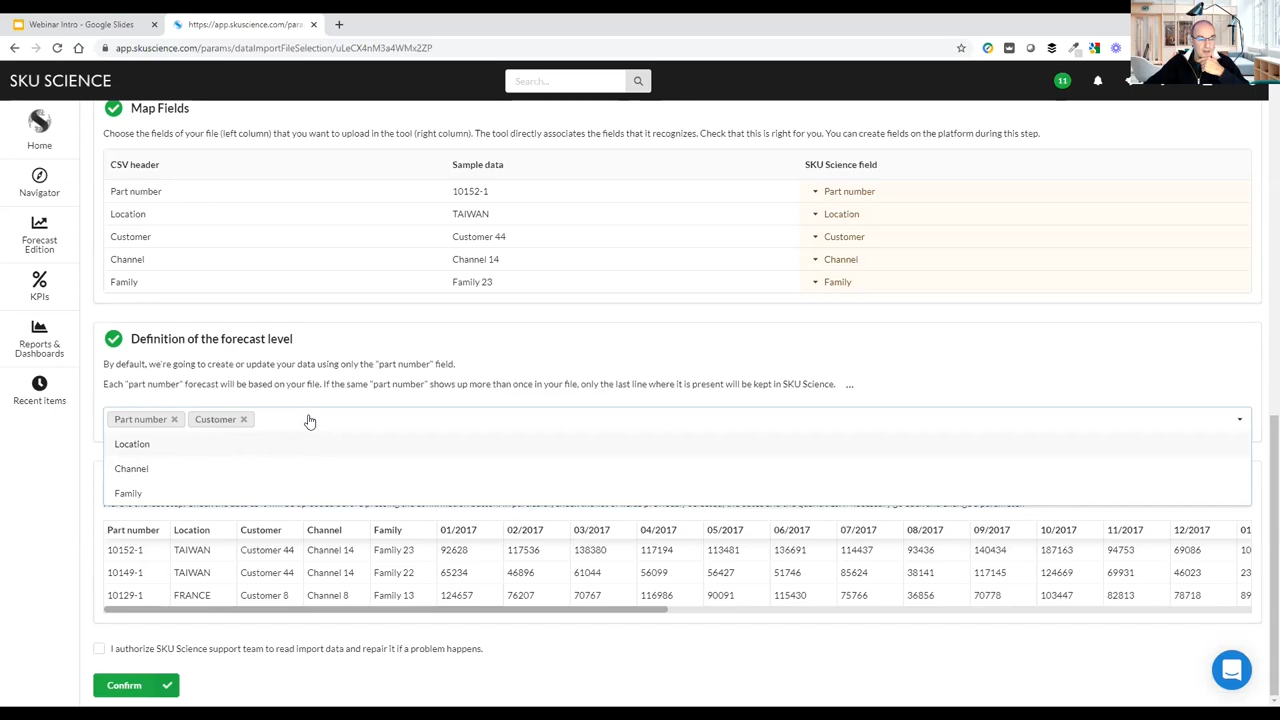 Webinar Intro - Google Slides
https://app.skuscience.com/para
app.skuscience.com/params/dataImportFileSelection/uLeCX4nM3a4WMx2ZP
SKU SCIENCE
Search...
11
Home
Navigator
Forecast
Edition
KPIs
Reports &
Dashboards
Recent items
Map Fields
Choose the fields of your file (left column) that you want to upload in the tool (right column). The tool directly associates the fields that it recognizes. Check that this is right for you. You can create fields on the platform during this step.
CSV header Sample data SKU Science field
Part number 10152-1 Part number
Location TAIWAN Location
Customer Customer 44 Customer
Channel Channel 14 Channel
Family Family 23 Family
Definition of the forecast level
By default, we're going to create or update your data using only the "part number" field.
Each "part number" forecast will be based on your file. If the same "part number" shows up more than once in your file, only the last line where it is present will be kept in SKU Science. ...
Part number Customer
Location
Channel
Family
Part number Location Customer Channel Family 01/2017 02/2017 03/2017 04/2017 05/2017 06/2017 07/2017 08/2017 09/2017 10/2017 11/2017 12/2017 01
10152-1 TAIWAN Customer 44 Channel 14 Family 23 92628 117536 138380 117194 113481 136691 114437 93436 140434 187163 94753 69086 10
10149-1 TAIWAN Customer 44 Channel 14 Family 22 65234 46896 61044 56099 56427 51746 85624 38141 117145 124669 69931 46023 23
10129-1 FRANCE Customer 8 Channel 8 Family 13 124657 76207 70767 116986 90091 115430 75766 36856 70778 103447 82813 78718 89
I authorize SKU Science support team to read import data and repair it if a problem happens.
Confirm